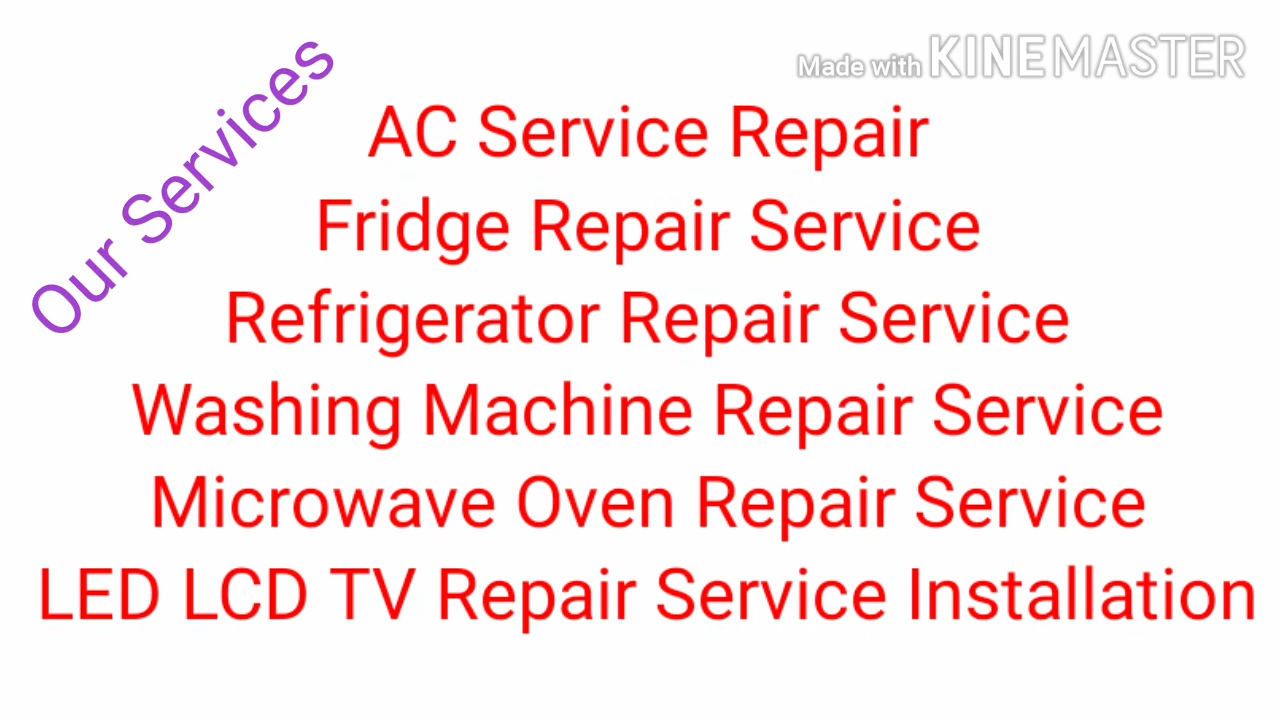 Our Services
Made with KINEMASTER
AC Service Repair
Fridge Repair Service
Refrigerator Repair Service
Washing Machine Repair Service
Microwave Oven Repair Service
LED LCD TV Repair Service Installation